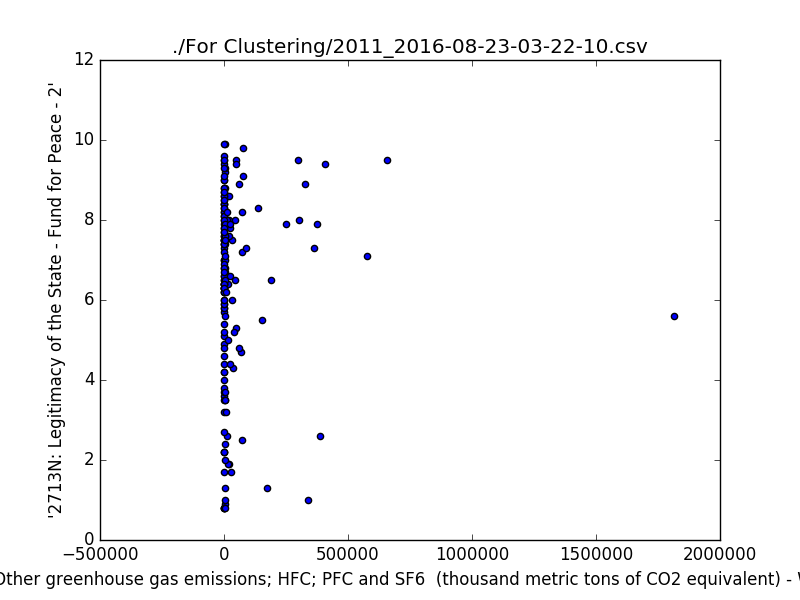 ./For Clustering/2011_2016-08-23-03-22-10.csv
12
10
8
6
4
2
0
'2713N: Legitimacy of the State - Fund for Peace - 2'
−500000 0 500000 1000000 1500000 2000000
Other greenhouse gas emissions; HFC; PFC and SF6 (thousand metric tons of CO2 equivalent) -